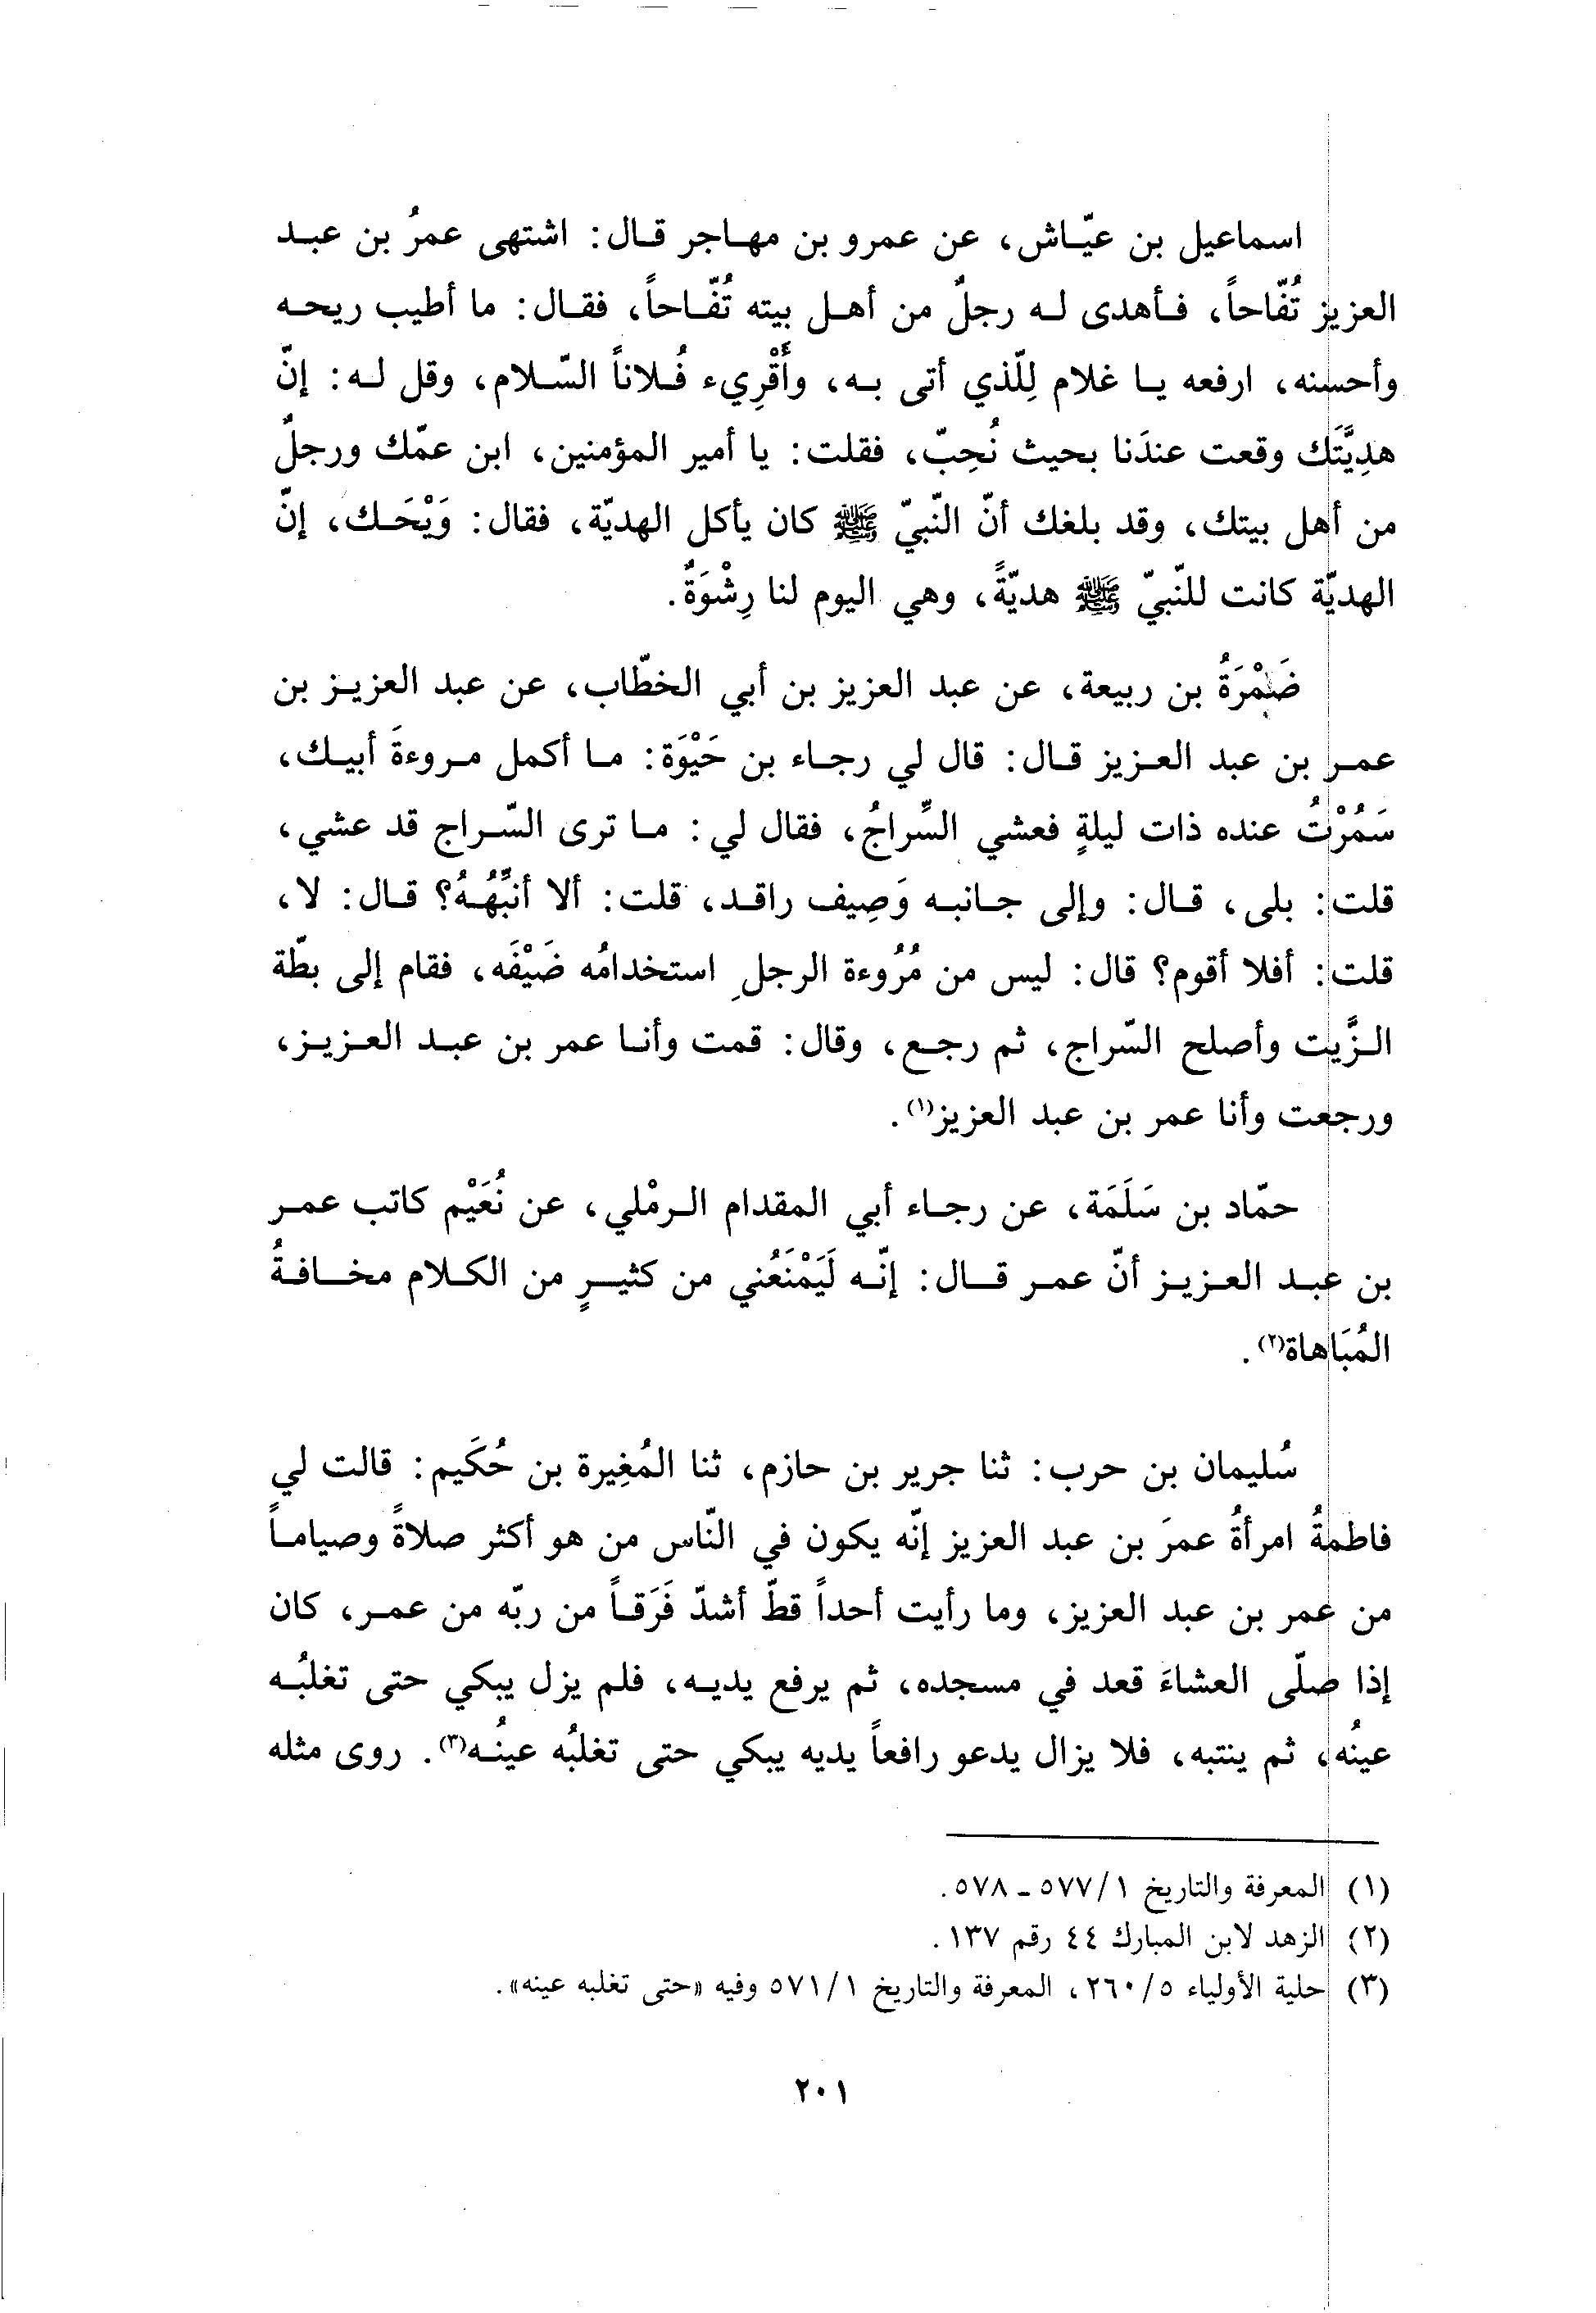 اسماعيل بن عيّاش، عن عمرو بن مهاجر قال: اشتهى عمرُ بن عبد
العزيز تُفّاحاً، فأهدى له رجلٌ من أهل بيته تُفّاحاً، فقال: ما أطيب ريحه
وأحسنه، ارفعه يا غلام لِلّذي أتى به، وأَقْرِيء فُلاناً السّلام، وقل له: إنّ
هدِيَّتَك وقعت عندَنا بحيث نُحِبّ، فقلت: يا أمير المؤمنين، ابن عمّك ورجلٌ
من أهل بيتك، وقد بلغك أنّ النّبيّ ﷺ كان يأكل الهديّة، فقال: وَيْحَك، إنّ
الهديّة كانت للنّبيّ ﷺ هديّةً، وهي اليوم لنا رِشْوَةٌ.
ضَمْرَةُ بن ربيعة، عن عبد العزيز بن أبي الخطّاب، عن عبد العزيز بن
عمر بن عبد العزيز قال: قال لي رجاء بن حَيْوَة: ما أكمل مروءةَ أبيك،
سَمُرْتُ عنده ذات ليلةٍ فعشي السِّراجُ، فقال لي: ما ترى السّراج قد عشي،
قلت: بلى، قال: وإلى جانبه وَصِيف راقد، قلت: ألا أنبِّهُهُ؟ قال: لا،
قلت: أفلا أقوم؟ قال: ليس من مُرُوءة الرجلِ استخدامُه ضَيْفَه، فقام إلى بطّة
الزَّيت وأصلح السّراج، ثم رجع، وقال: قمت وأنا عمر بن عبد العزيز،
ورجعت وأنا عمر بن عبد العزيز(١).
حمّاد بن سَلَمَة، عن رجاء أبي المقدام الرمْلي، عن نُعَيْم كاتب عمر
بن عبد العزيز أنّ عمر قال: إنّه لَيَمْنَعُني من كثيرٍ من الكلام مخافةُ
المُبَاهاة(٢).
سُليمان بن حرب: ثنا جرير بن حازم، ثنا المُغِيرة بن حُكَيم: قالت لي
فاطمةُ امرأةُ عمرَ بن عبد العزيز إنّه يكون في النّاس من هو أكثر صلاةً وصياماً
من عمر بن عبد العزيز، وما رأيت أحداً قطّ أشدّ فَرَقاً من ربّه من عمر، كان
إذا صلّى العشاءَ قعد في مسجده، ثم يرفع يديه، فلم يزل يبكي حتى تغلبُه
عينُه، ثم ينتبه، فلا يزال يدعو رافعاً يديه يبكي حتى تغلبُه عينُه(٣). روى مثله
(١) المعرفة والتاريخ ١/ ٥٧٧ - ٥٧٨.
(٢) الزهد لابن المبارك ٤٤ رقم ١٣٧.
(٣) حلية الأولياء ٥/ ٢٦٠، المعرفة والتاريخ ١/ ٥٧١ وفيه «حتى تغلبه عينه».
٢٠١